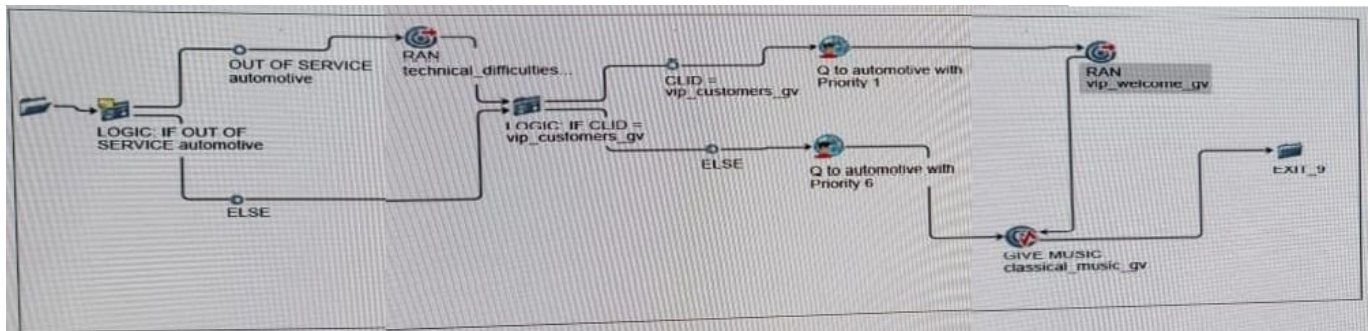 OUT OF SERVICE
automotive
RAN
technical_difficulties...
LOGIC: IF OUT OF
SERVICE automotive
ELSE
LOGIC: IF CLID =
vip_customers_gv
CLID =
vip_customers_gv
ELSE
Q to automotive with
Priority 1
Q to automotive with
Priority 6
RAN
vip_welcome_gv
GIVE MUSIC
classical_music_gv
EXIT_9